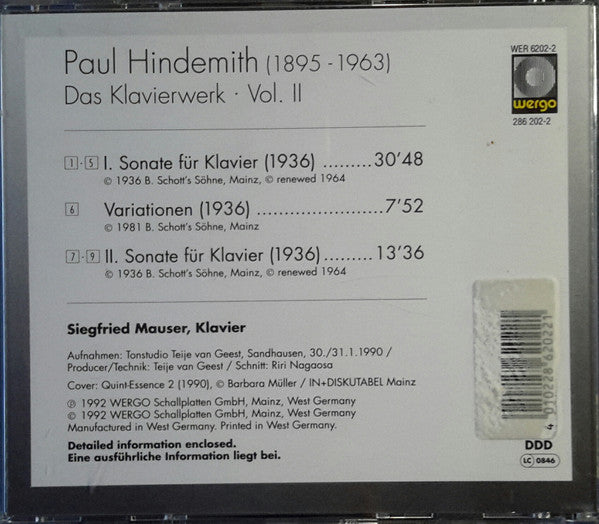 WER 6202-2
wergo
286 202-2
Paul Hindemith (1895 - 1963)
Das Klavierwerk · Vol. II
1 - 5 I. Sonate für Klavier (1936) ......... 30'48
© 1936 B. Schott's Söhne, Mainz, © renewed 1964
6 Variationen (1936) ...................... 7'52
© 1981 B. Schott's Söhne, Mainz
7 - 9 II. Sonate für Klavier (1936) ......... 13'36
© 1936 B. Schott's Söhne, Mainz, © renewed 1964
Siegfried Mauser, Klavier
Aufnahmen: Tonstudio Teije van Geest, Sandhausen, 30./31.1.1990 /
Producer/Technik: Teije van Geest / Schnitt: Riri Nagaosa
Cover: Quint-Essence 2 (1990), © Barbara Müller / IN+DISKUTABEL Mainz
℗ 1992 WERGO Schallplatten GmbH, Mainz, West Germany
© 1992 WERGO Schallplatten GmbH, Mainz, West Germany
Manufactured in West Germany. Printed in West Germany.
Detailed information enclosed.
Eine ausführliche Information liegt bei.
4 010228 620221
DDD
LC 0846